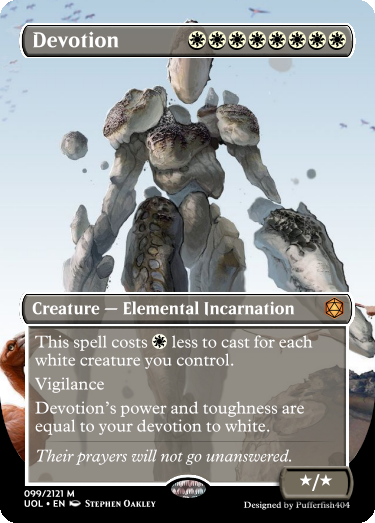 Devotion
This spell costs less to cast for each
white creature you control.
Vigilance
Devotion's power and toughness are
equal to your devotion to white.
Their prayers will not go unanswered.
Creature — Elemental Incarnation
★/★
099/2121 M
UOL • EN Stephen Oakley
Designed by Pufferfish404